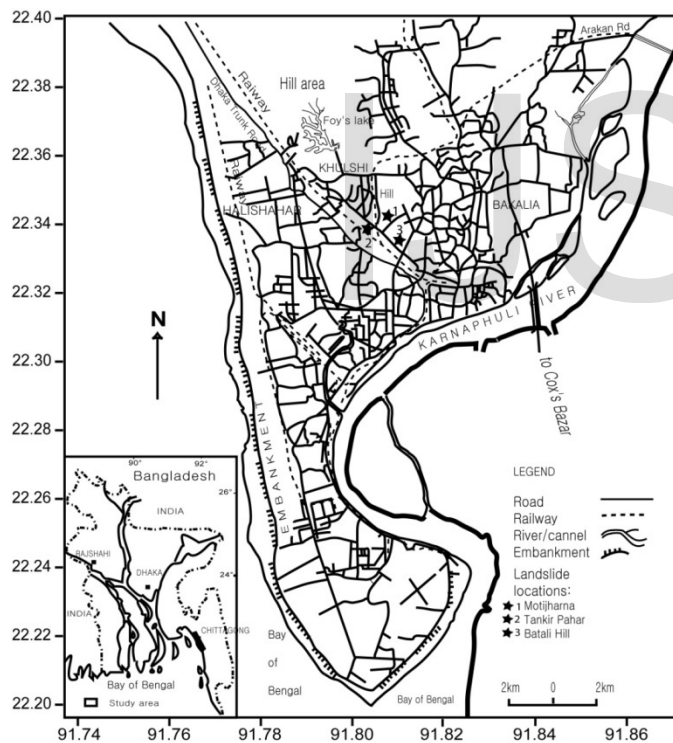 22.40
22.38
22.36
22.34
22.32
22.30
22.28
22.26
22.24
22.22
22.20
91.74
91.76
91.78
91.80
91.82
91.84
91.86
Arakan Rd
Railway
Dhaka Trunk Road
Hill area
Foy's lake
Railway
KHULSHI
HALISHAHAR
Hill
1
2
3
BAKALIA
IJS
N
KARNAPHULI RIVER
to Cox's Bazar
EMBANKMENT
Bay
of
Bengal
Bay of Bengal
90
92
Bangladesh
INDIA
26
RAJSHAHI
DHAKA
24
INDIA
CHITTAGONG
Bay of Bengal
Study area
LEGEND
Road
Railway
River/cannel
Embankment
Landslide
locations:
1 Motijharna
2 Tankir Pahar
3 Batali Hill
2km 0 2km